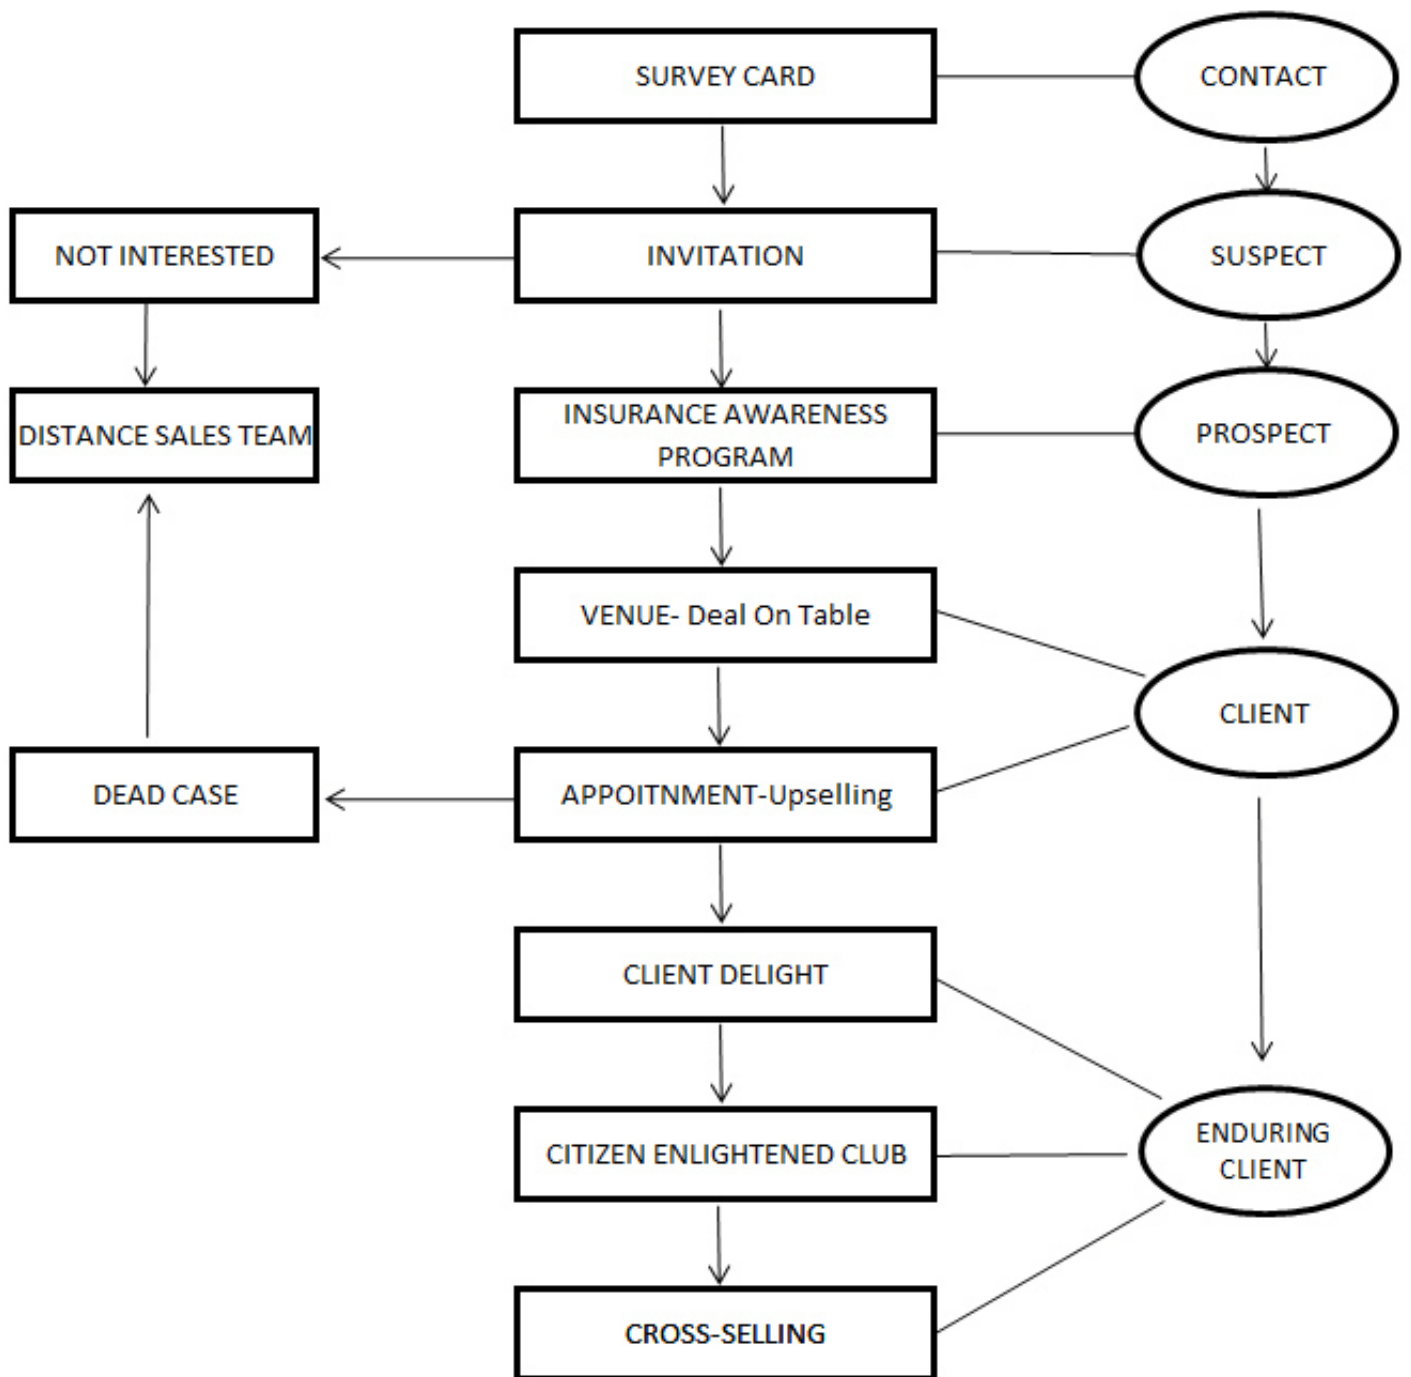 SURVEY CARD
CONTACT
NOT INTERESTED
INVITATION
SUSPECT
DISTANCE SALES TEAM
INSURANCE AWARENESS
PROGRAM
PROSPECT
VENUE- Deal On Table
CLIENT
DEAD CASE
APPOITNMENT-Upselling
CLIENT DELIGHT
CITIZEN ENLIGHTENED CLUB
ENDURING
CLIENT
CROSS-SELLING